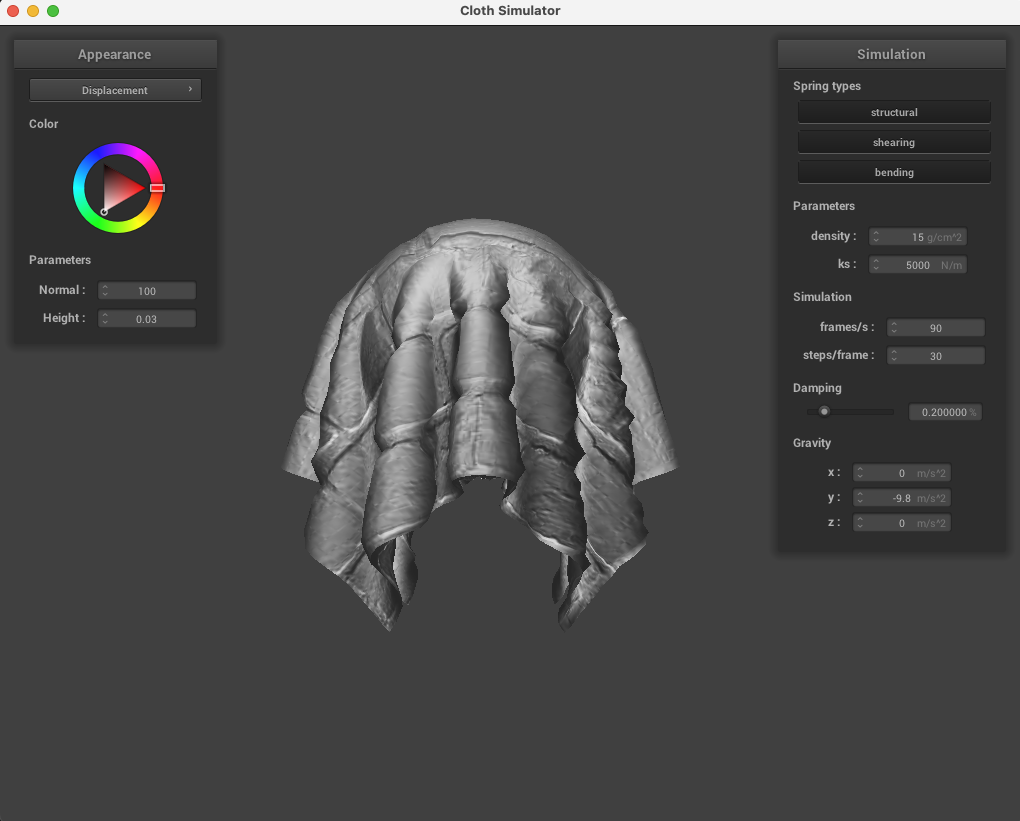 Cloth Simulator
Appearance
Displacement
Color
Parameters
Normal : 100
Height : 0.03
Simulation
Spring types
structural
shearing
bending
Parameters
density : 15 g/cm^2
ks : 5000 N/m
Simulation
frames/s : 90
steps/frame : 30
Damping
0.200000 %
Gravity
x : 0 m/s^2
y : -9.8 m/s^2
z : 0 m/s^2